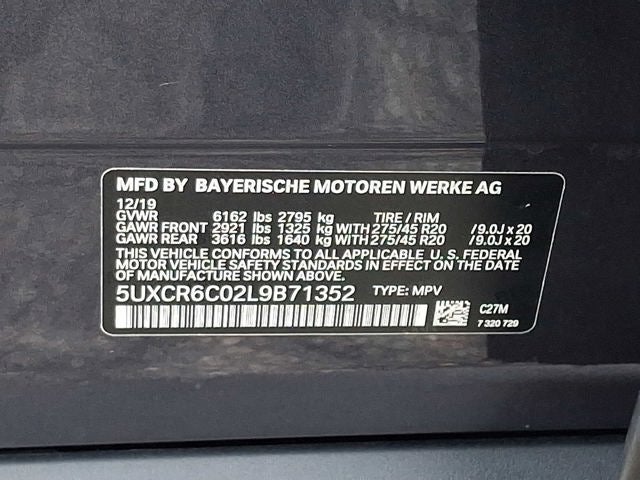 MFD BY BAYERISCHE MOTOREN WERKE AG
12/19
GVWR 6162 lbs 2795 kg TIRE / RIM
GAWR FRONT 2921 lbs 1325 kg WITH 275/45 R20 /9.0J x 20
GAWR REAR 3616 lbs 1640 kg WITH 275/45 R20 /9.0J x 20
THIS VEHICLE CONFORMS TO ALL APPLICABLE U. S. FEDERAL
MOTOR VEHICLE SAFETY STANDARDS IN EFFECT ON THE DATE OF
MANUFACTURE SHOWN ABOVE.
5UXCR6C02L9B71352 TYPE: MPV
C27M
7 320 729